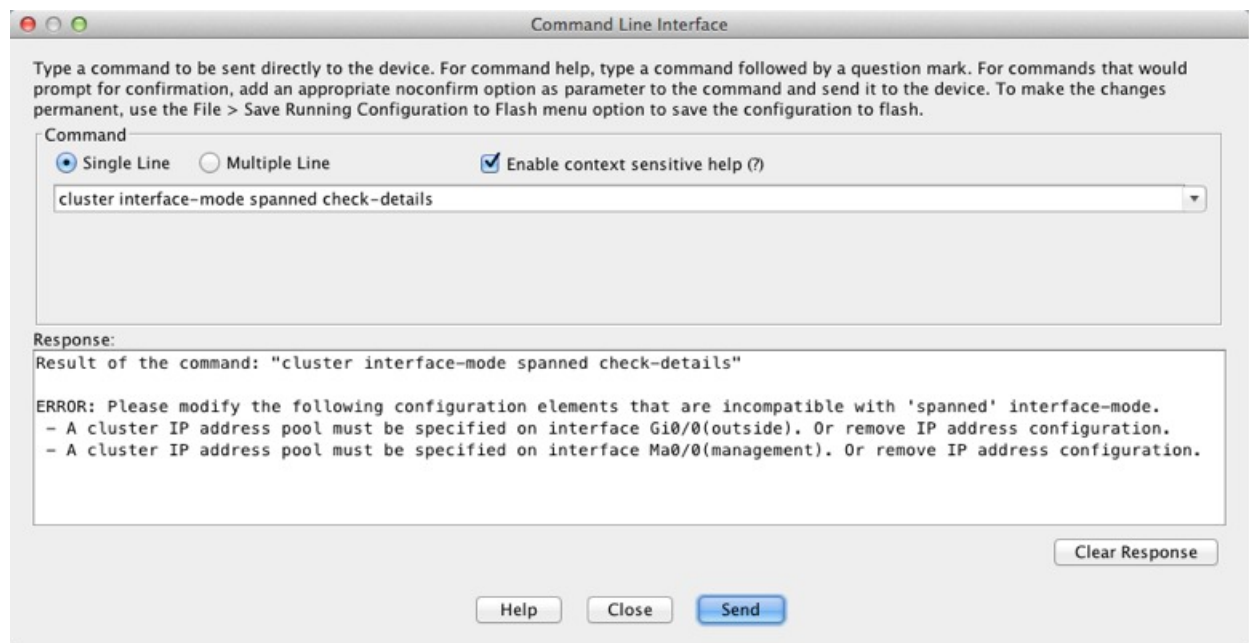 Command Line Interface
Type a command to be sent directly to the device. For command help, type a command followed by a question mark. For commands that would
prompt for confirmation, add an appropriate noconfirm option as parameter to the command and send it to the device. To make the changes
permanent, use the File > Save Running Configuration to Flash menu option to save the configuration to flash.
Command
Single Line Multiple Line Enable context sensitive help (?)
cluster interface-mode spanned check-details
Response:
Result of the command: "cluster interface-mode spanned check-details"
ERROR: Please modify the following configuration elements that are incompatible with 'spanned' interface-mode.
- A cluster IP address pool must be specified on interface Gi0/0(outside). Or remove IP address configuration.
- A cluster IP address pool must be specified on interface Ma0/0(management). Or remove IP address configuration.
Clear Response
Help Close Send